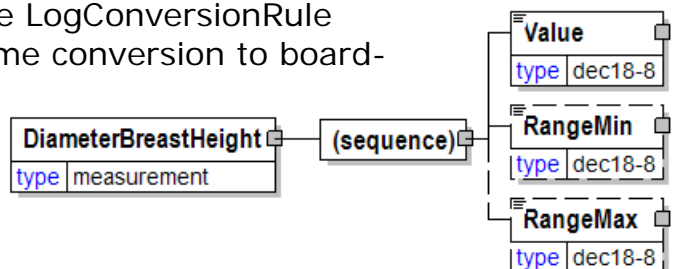 e LogConversionRule
me conversion to board-
DiameterBreastHeight
type measurement
(sequence)
Value
type dec18-8
RangeMin
type dec18-8
RangeMax
type dec18-8